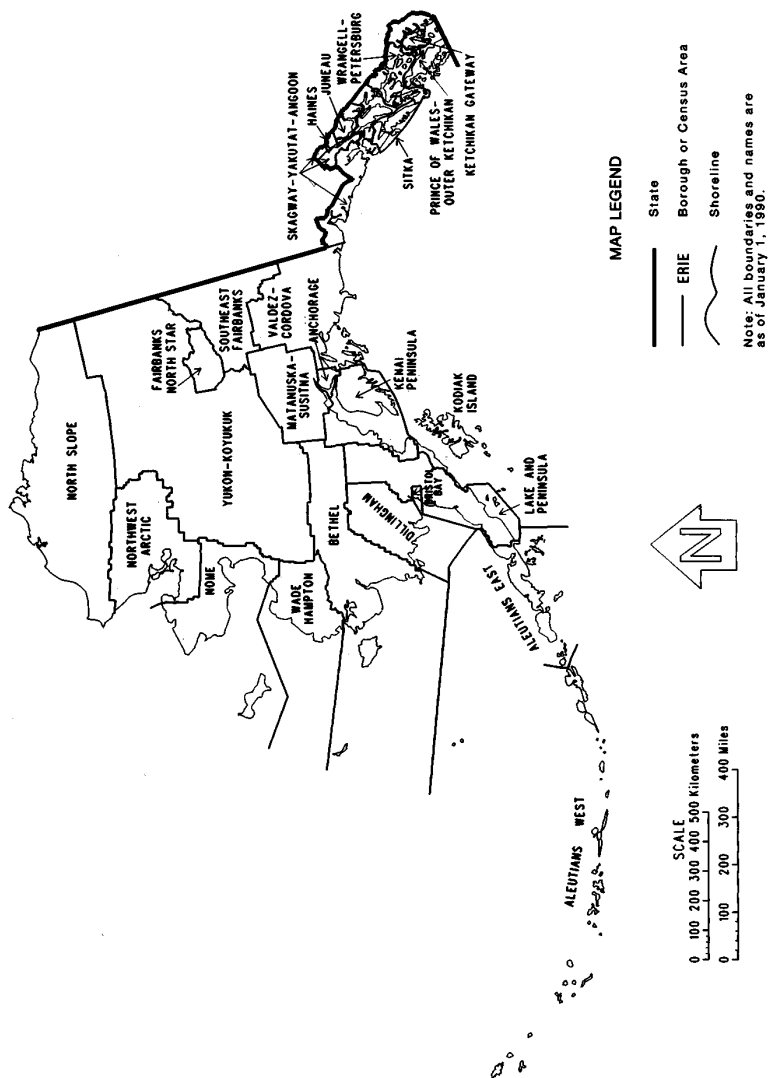 NORTH SLOPE
NORTHWEST
ARCTIC
NOME
YUKON-KOYUKUK
FAIRBANKS
NORTH STAR
SOUTHEAST
FAIRBANKS
WADE
HAMPTON
BETHEL
MATANUSKA-
SUSITNA
VALDEZ-
CORDOVA
ANCHORAGE
KENAI
PENINSULA
DILLINGHAM
BRISTOL
BAY
LAKE AND
PENINSULA
KODIAK
ISLAND
ALEUTIANS EAST
ALEUTIANS
WEST
SKAGWAY-YAKUTAT-ANGOON
HAINES
JUNEAU
WRANGELL-
PETERSBURG
SITKA
PRINCE OF WALES-
OUTER KETCHIKAN
KETCHIKAN GATEWAY
N
SCALE
0 100 200 300 400 500 Kilometers
0 100 200 300 400 Miles
MAP LEGEND
State
ERIE Borough or Census Area
Shoreline
Note: All boundaries and names are
as of January 1, 1990.